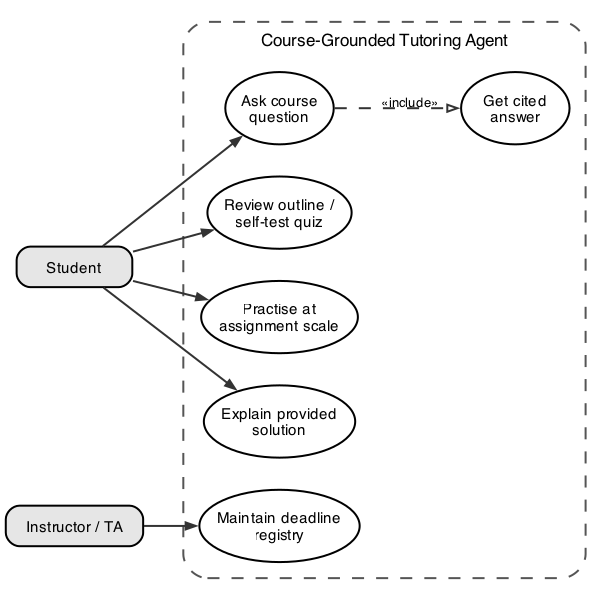 Course-Grounded Tutoring Agent
Ask course
question
«include»
Get cited
answer
Review outline /
self-test quiz
Student
Practise at
assignment scale
Explain provided
solution
Instructor / TA
Maintain deadline
registry